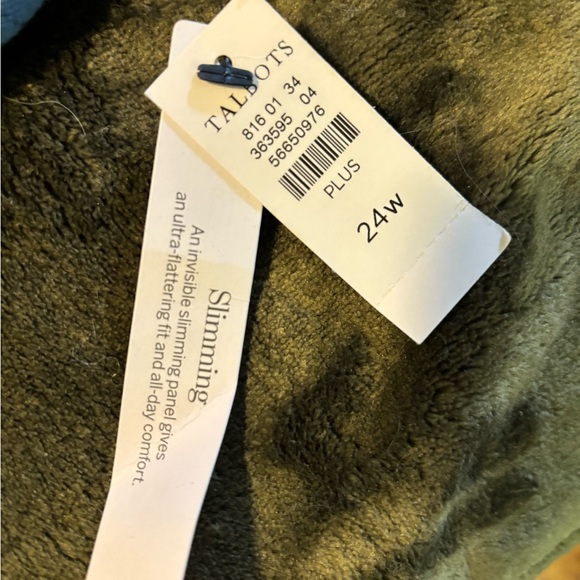 TALBOTS
816 01 34
363595 04
56650976
PLUS
24w
Slimming
An invisible slimming panel gives
an ultra-flattering fit and all-day comfort.